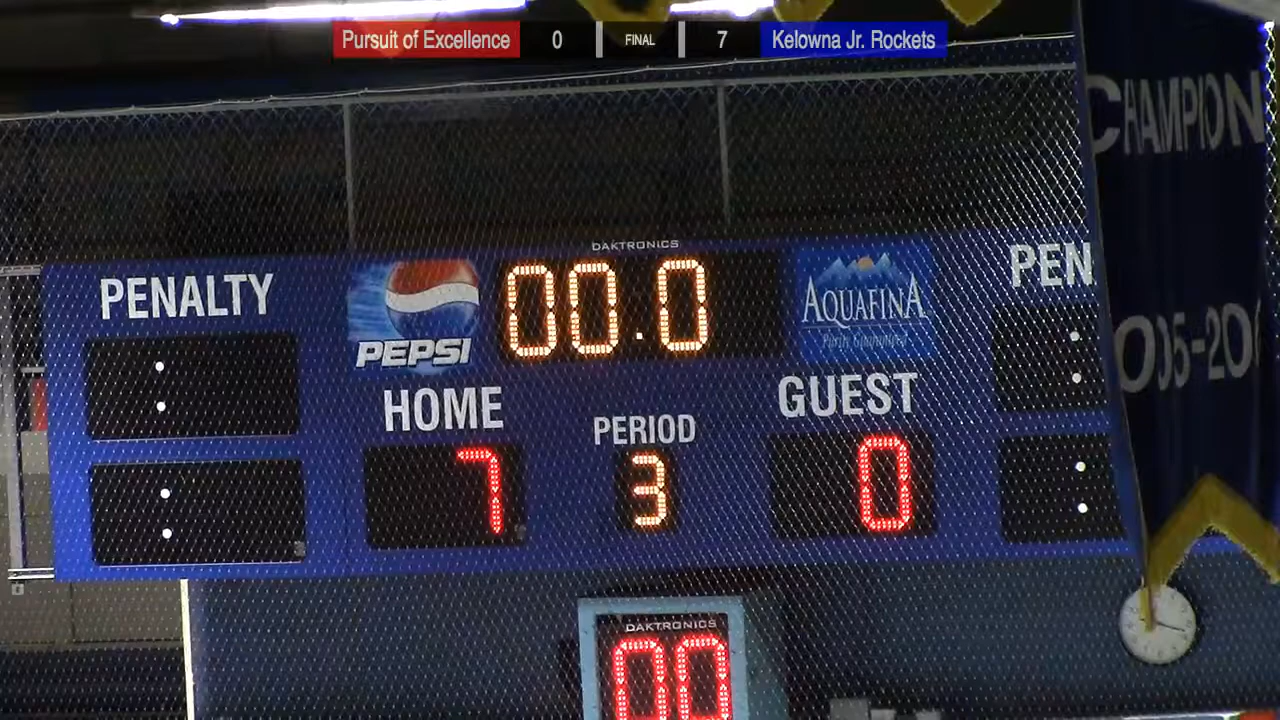 Pursuit of Excellence 0 FINAL 7 Kelowna Jr. Rockets
CHAMPION
DAKTRONICS
PENALTY
PEPSI
00.0
AQUAFINA
PEN
HOME
PERIOD
GUEST
7
3
0
DAKTRONICS
00